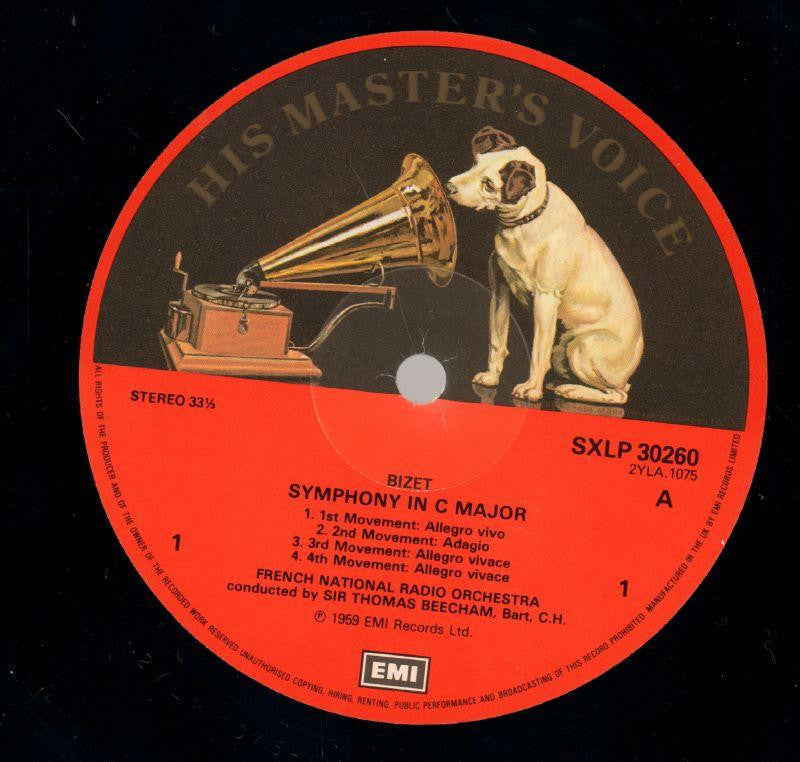 HIS MASTER'S VOICE
STEREO 33⅓
SXLP 30260
2YLA.1075
A
BIZET
SYMPHONY IN C MAJOR
1. 1st Movement: Allegro vivo
2. 2nd Movement: Adagio
3. 3rd Movement: Allegro vivace
4. 4th Movement: Allegro vivace
1
1
FRENCH NATIONAL RADIO ORCHESTRA
conducted by SIR THOMAS BEECHAM, Bart, C.H.
℗ 1959 EMI Records Ltd.
EMI
ALL RIGHTS OF THE PRODUCER AND OF THE OWNER OF THE RECORDED WORK RESERVED UNAUTHORISED COPYING, HIRING, RENTING, PUBLIC PERFORMANCE AND BROADCASTING OF THIS RECORD PROHIBITED. MANUFACTURED IN THE UK BY EMI RECORDS LIMITED